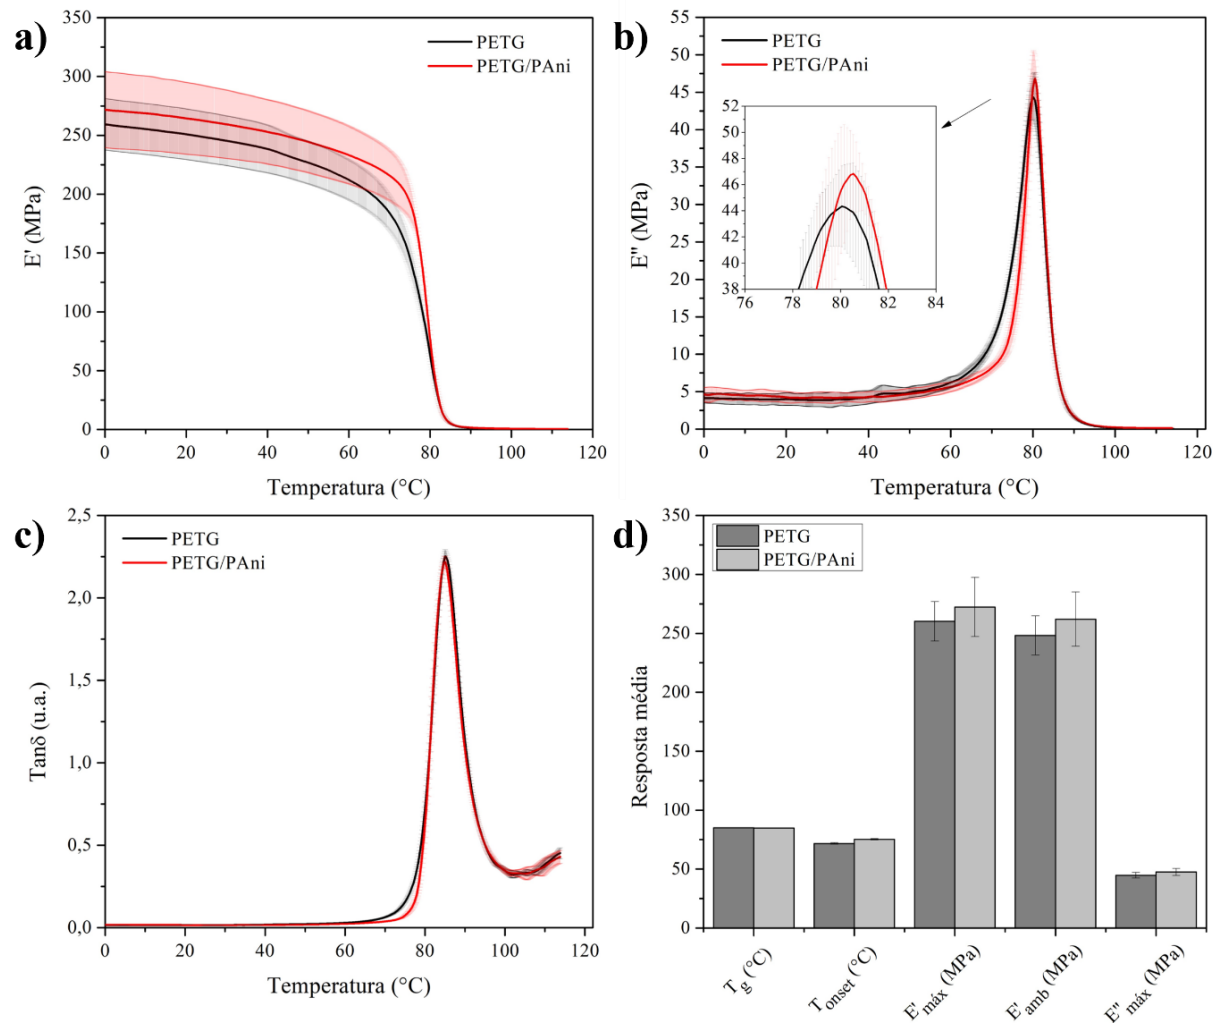 a)
350
300
250
200
150
100
50
0
E' (MPa)
PETG
PETG/PAni
0 20 40 60 80 100 120
Temperatura (°C)
b)
55
50
45
40
35
30
25
20
15
10
5
0
E'' (MPa)
PETG
PETG/PAni
52
50
48
46
44
42
40
38
76 78 80 82 84
0 20 40 60 80 100 120
Temperatura (°C)
c)
2,5
2,0
1,5
1,0
0,5
0,0
Tanδ (u.a.)
PETG
PETG/PAni
0 20 40 60 80 100 120
Temperatura (°C)
d)
350
300
250
200
150
100
50
0
Resposta média
PETG
PETG/PAni
T g (°C)
T onset (°C)
E' máx (MPa)
E' amb (MPa)
E'' máx (MPa)